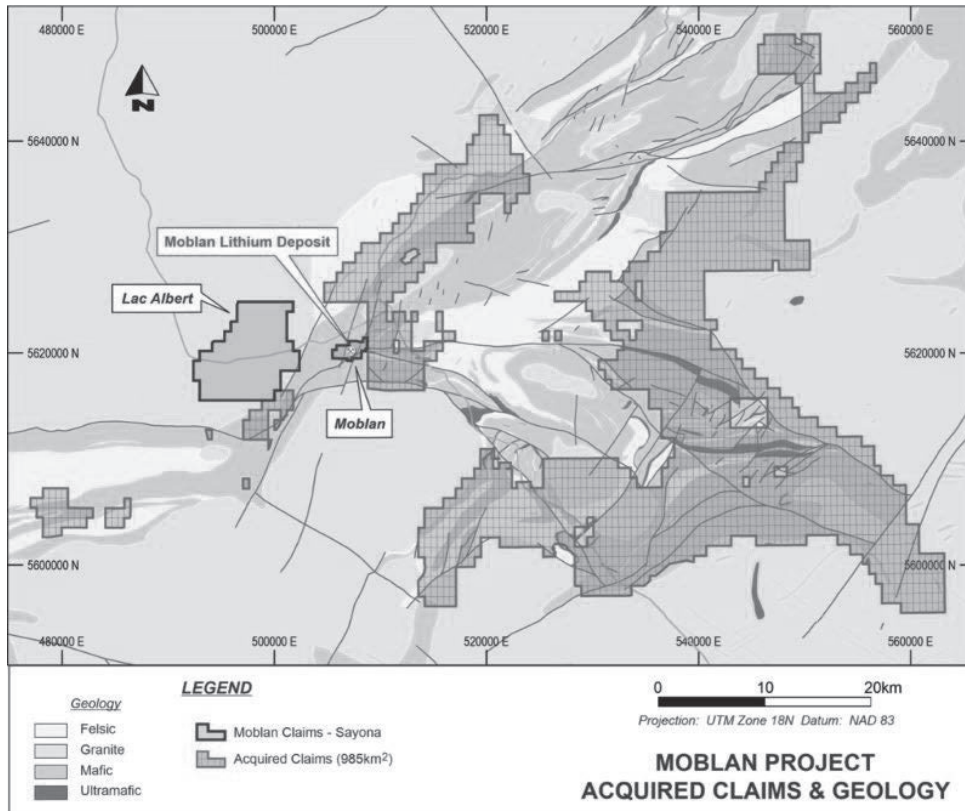 480000 E
500000 E
520000 E
540000 E
560000 E
N
5640000 N
5640000 N
Moblan Lithium Deposit
Lac Albert
5620000 N
5620000 N
Moblan
5600000 N
5600000 N
480000 E
500000 E
520000 E
540000 E
560000 E
LEGEND
Geology
Felsic
Granite
Mafic
Ultramafic
Moblan Claims - Sayona
Acquired Claims (985km²)
0 10 20km
Projection: UTM Zone 18N Datum: NAD 83
MOBLAN PROJECT
ACQUIRED CLAIMS & GEOLOGY